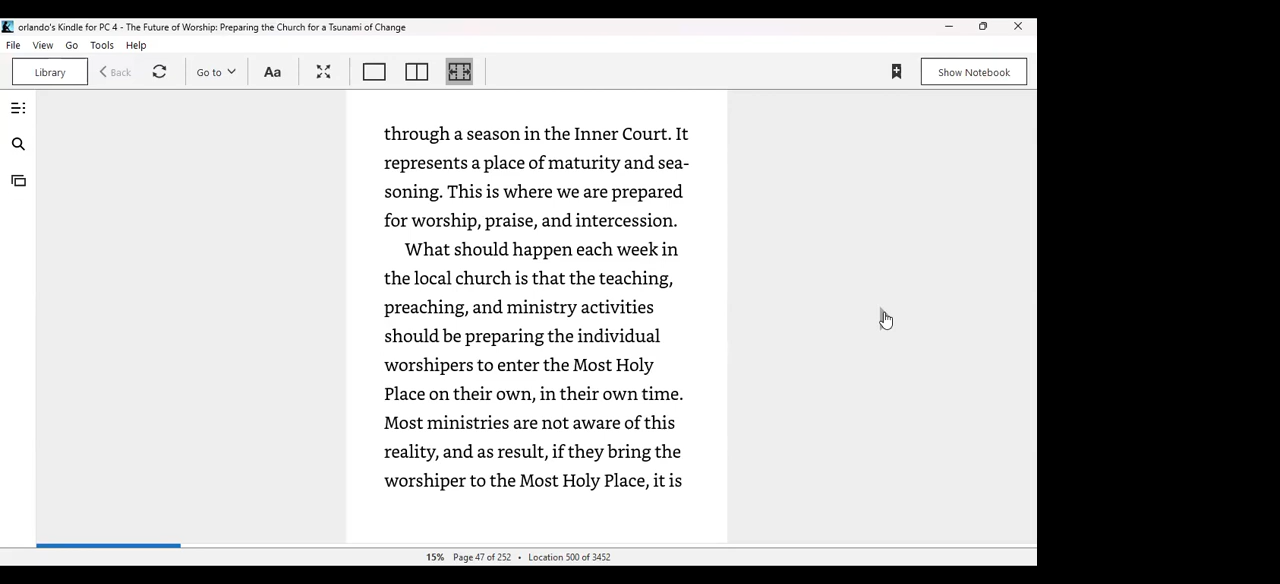 orlando's Kindle for PC 4 - The Future of Worship: Preparing the Church for a Tsunami of Change
File View Go Tools Help
Library Back Go to Aa Show Notebook
through a season in the Inner Court. It
represents a place of maturity and sea-
soning. This is where we are prepared
for worship, praise, and intercession.
What should happen each week in
the local church is that the teaching,
preaching, and ministry activities
should be preparing the individual
worshipers to enter the Most Holy
Place on their own, in their own time.
Most ministries are not aware of this
reality, and as result, if they bring the
worshiper to the Most Holy Place, it is
15% Page 47 of 252 • Location 500 of 3452